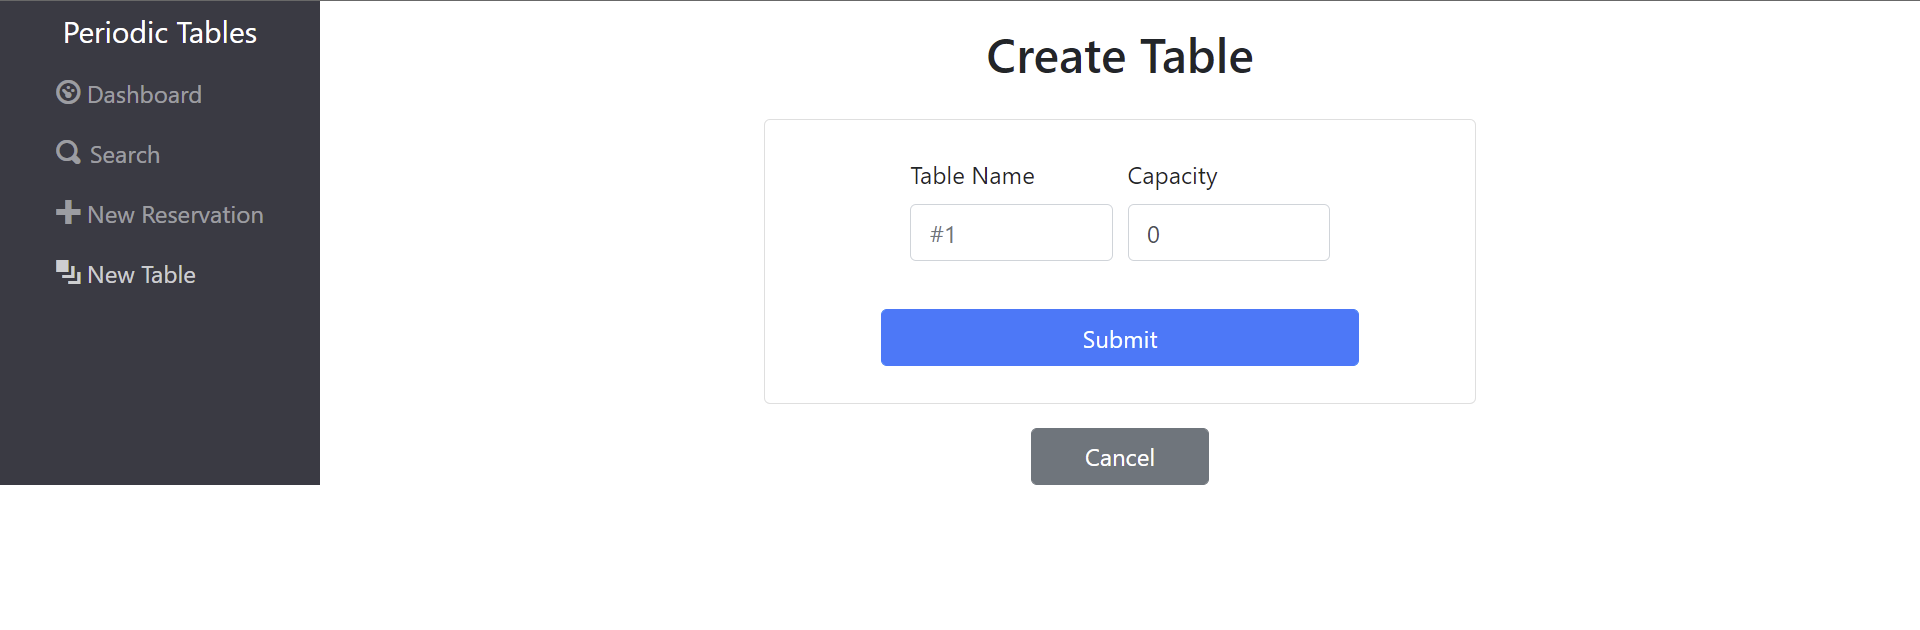 Periodic Tables
Dashboard
Search
New Reservation
New Table
Create Table
Table Name Capacity
#1 0
Submit
Cancel